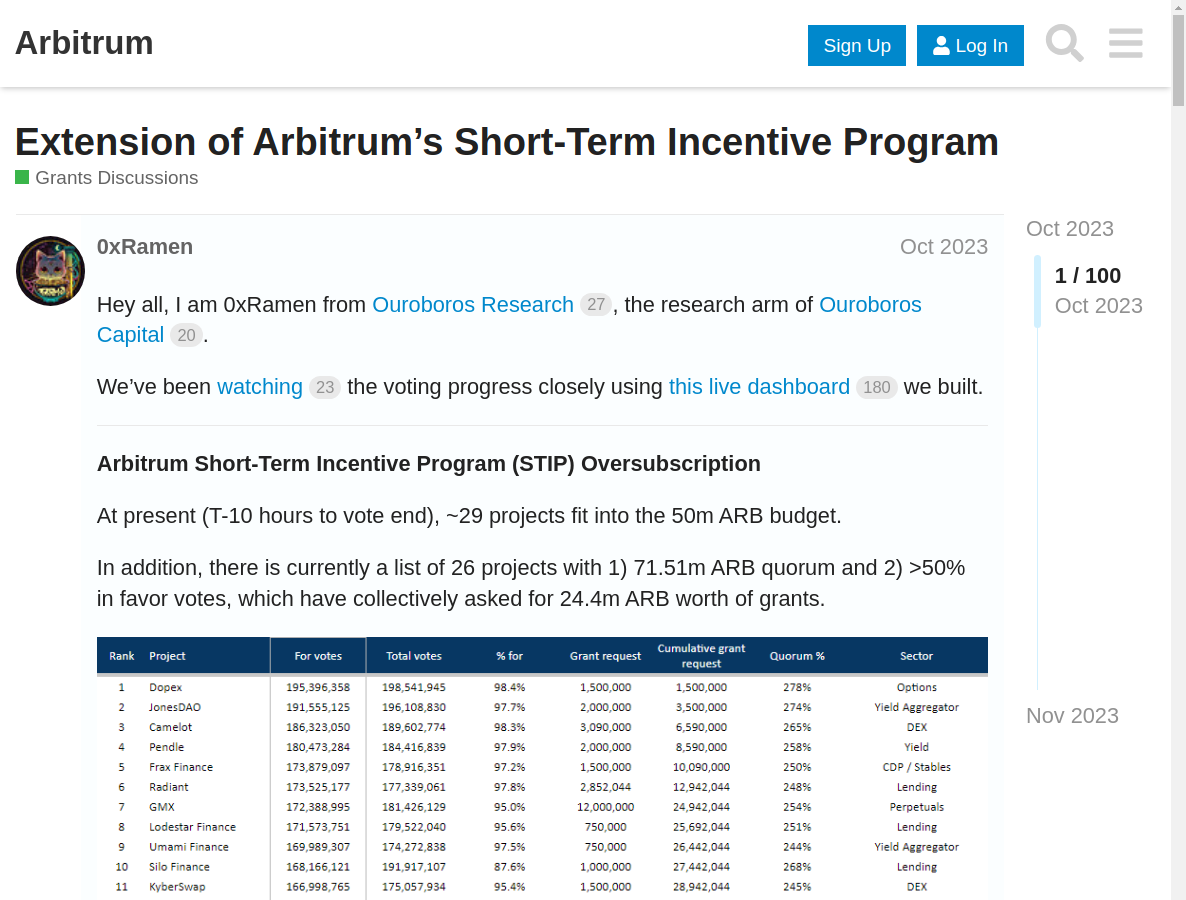 Arbitrum
Sign Up
Log In
Extension of Arbitrum’s Short-Term Incentive Program
Grants Discussions
0xRamen
Oct 2023
Hey all, I am 0xRamen from Ouroboros Research 27 , the research arm of Ouroboros
Capital 20 .
We’ve been watching 23 the voting progress closely using this live dashboard 180 we built.
Arbitrum Short-Term Incentive Program (STIP) Oversubscription
At present (T-10 hours to vote end), ~29 projects fit into the 50m ARB budget.
In addition, there is currently a list of 26 projects with 1) 71.51m ARB quorum and 2) >50%
in favor votes, which have collectively asked for 24.4m ARB worth of grants.
Rank Project For votes Total votes % for Grant request Cumulative grant request Quorum % Sector
1 Dopex 195,396,358 198,541,945 98.4% 1,500,000 1,500,000 278% Options
2 JonesDAO 191,555,125 196,108,830 97.7% 2,000,000 3,500,000 274% Yield Aggregator
3 Camelot 186,323,050 189,602,774 98.3% 3,090,000 6,590,000 265% DEX
4 Pendle 180,473,284 184,416,839 97.9% 2,000,000 8,590,000 258% Yield
5 Frax Finance 173,879,097 178,916,351 97.2% 1,500,000 10,090,000 250% CDP / Stables
6 Radiant 173,525,177 177,339,061 97.8% 2,852,044 12,942,044 248% Lending
7 GMX 172,388,995 181,426,129 95.0% 12,000,000 24,942,044 254% Perpetuals
8 Lodestar Finance 171,573,751 179,522,040 95.6% 750,000 25,692,044 251% Lending
9 Umami Finance 169,989,307 174,272,838 97.5% 750,000 26,442,044 244% Yield Aggregator
10 Silo Finance 168,166,121 191,917,107 87.6% 1,000,000 27,442,044 268% Lending
11 KyberSwap 166,998,765 175,057,934 95.4% 1,500,000 28,942,044 245% DEX
Oct 2023
1 / 100
Oct 2023
Nov 2023